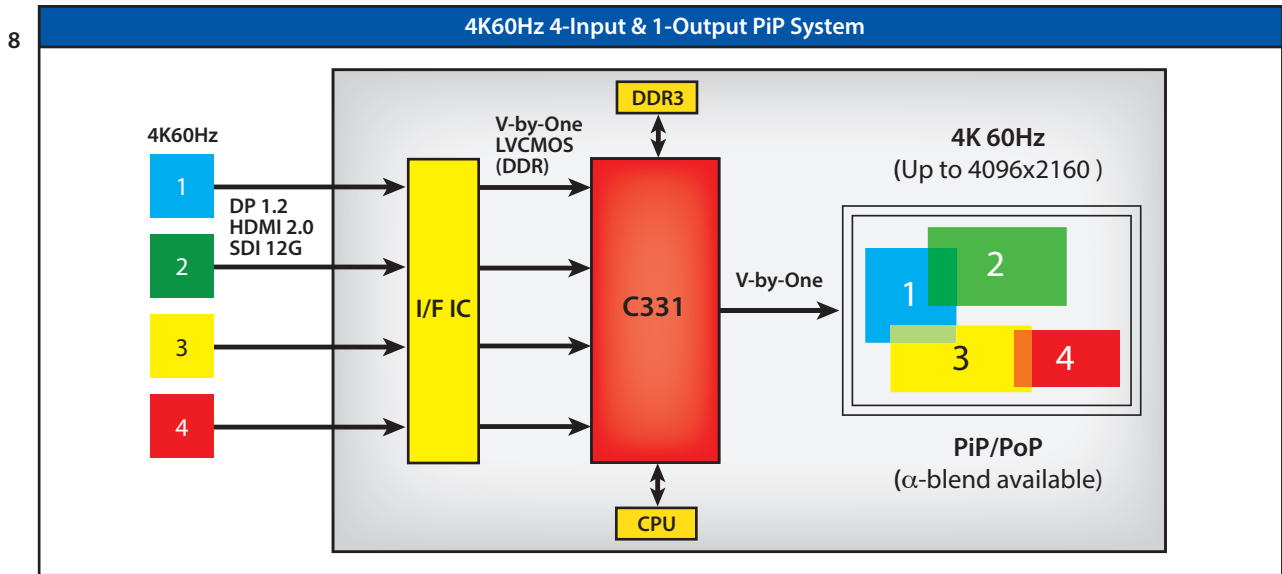 8
4K60Hz 4-Input & 1-Output PiP System
4K60Hz
1
2
3
4
DP 1.2
HDMI 2.0
SDI 12G
I/F IC
V-by-One
LVCMOS
(DDR)
DDR3
C331
CPU
V-by-One
4K 60Hz
(Up to 4096x2160 )
1
2
3
4
PiP/PoP
(α-blend available)